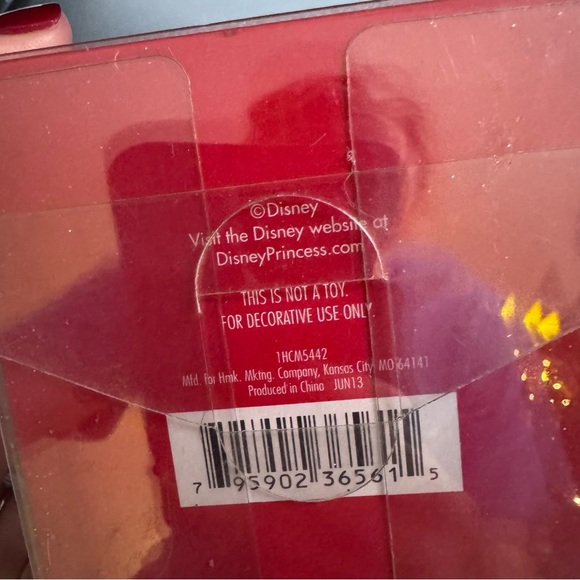 ©Disney
Visit the Disney website at
DisneyPrincess.com
THIS IS NOT A TOY.
FOR DECORATIVE USE ONLY.
1HCM5442
Mfd. for Hmk. Mktng. Company, Kansas City, MO 64141
Produced in China JUN13
7 95902 36561 5